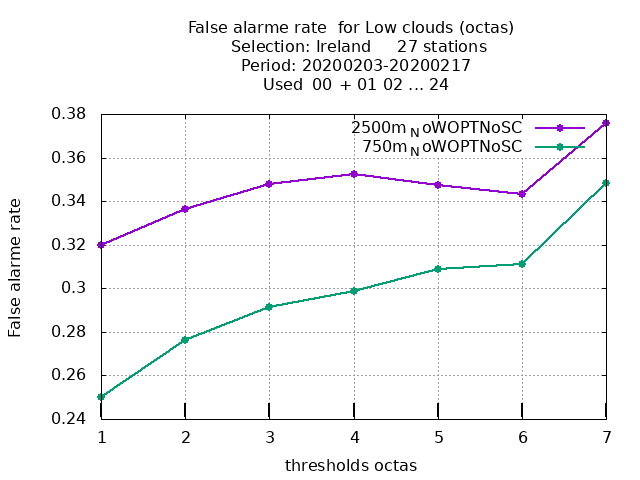 False alarme rate  for Low clouds (octas)
Selection: Ireland     27 stations
Period: 20200203-20200217
Used  00 + 01 02 ... 24
0.38
0.36
0.34
0.32
0.3
0.28
0.26
0.24
False alarme rate
2500m_NoWOPTNoSC
750m_NoWOPTNoSC
1 2 3 4 5 6 7
thresholds octas